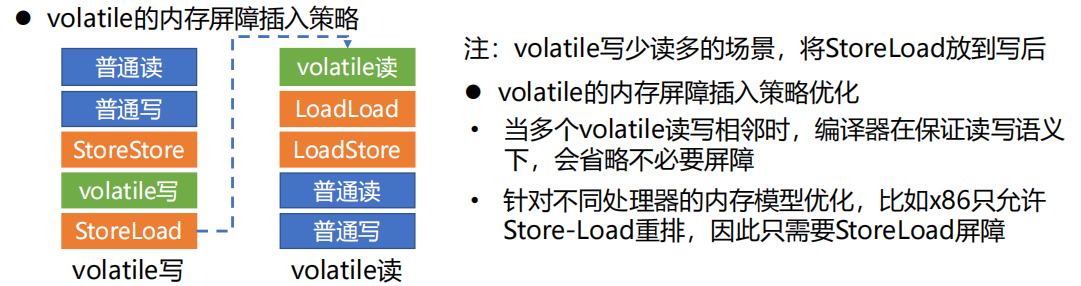 ● volatile的内存屏障插入策略
普通读
普通写
StoreStore
volatile写
StoreLoad
volatile写
volatile读
LoadLoad
LoadStore
普通读
普通写
volatile读
注：volatile写少读多的场景，将StoreLoad放到写后
● volatile的内存屏障插入策略优化
• 当多个volatile读写相邻时，编译器在保证读写语义
下，会省略不必要屏障
• 针对不同处理器的内存模型优化，比如x86只允许
Store-Load重排，因此只需要StoreLoad屏障